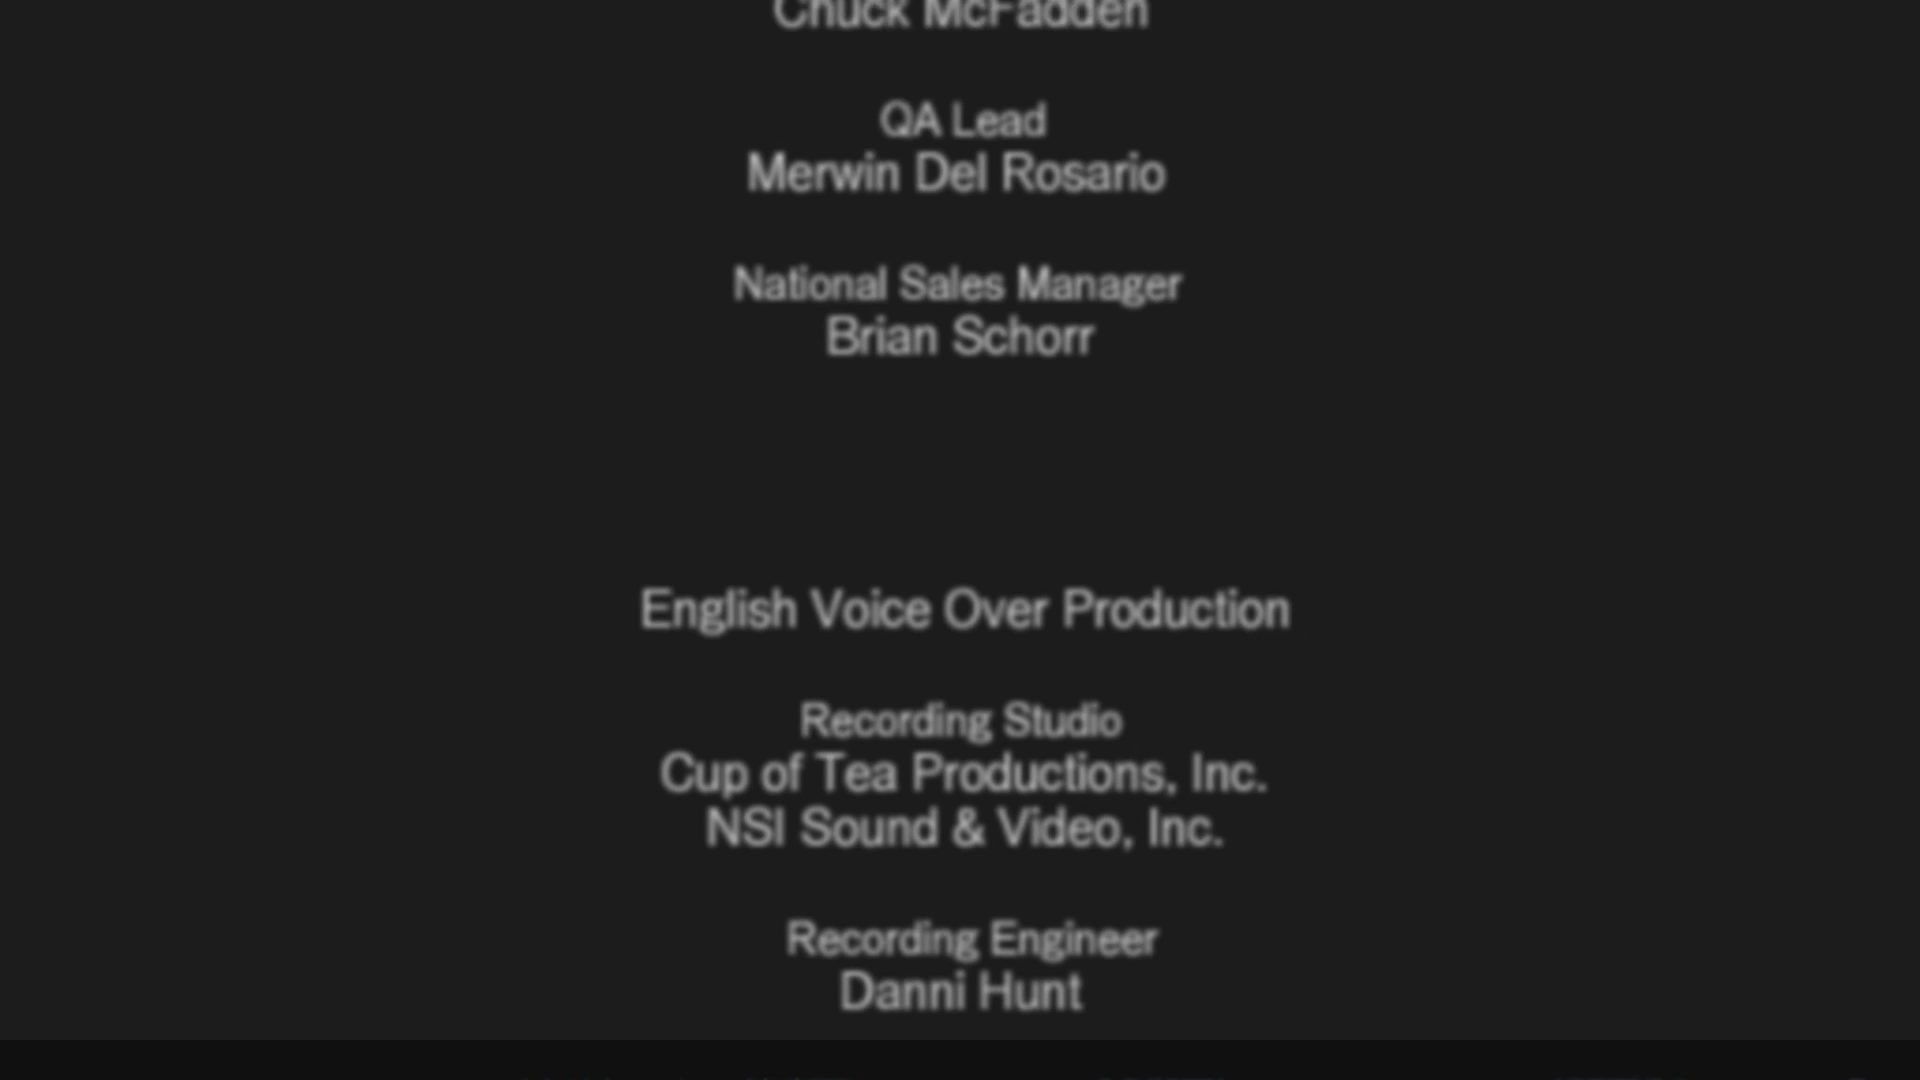 Chuck McFadden
QA Lead
Merwin Del Rosario
National Sales Manager
Brian Schorr
English Voice Over Production
Recording Studio
Cup of Tea Productions, Inc.
NSI Sound & Video, Inc.
Recording Engineer
Danni Hunt